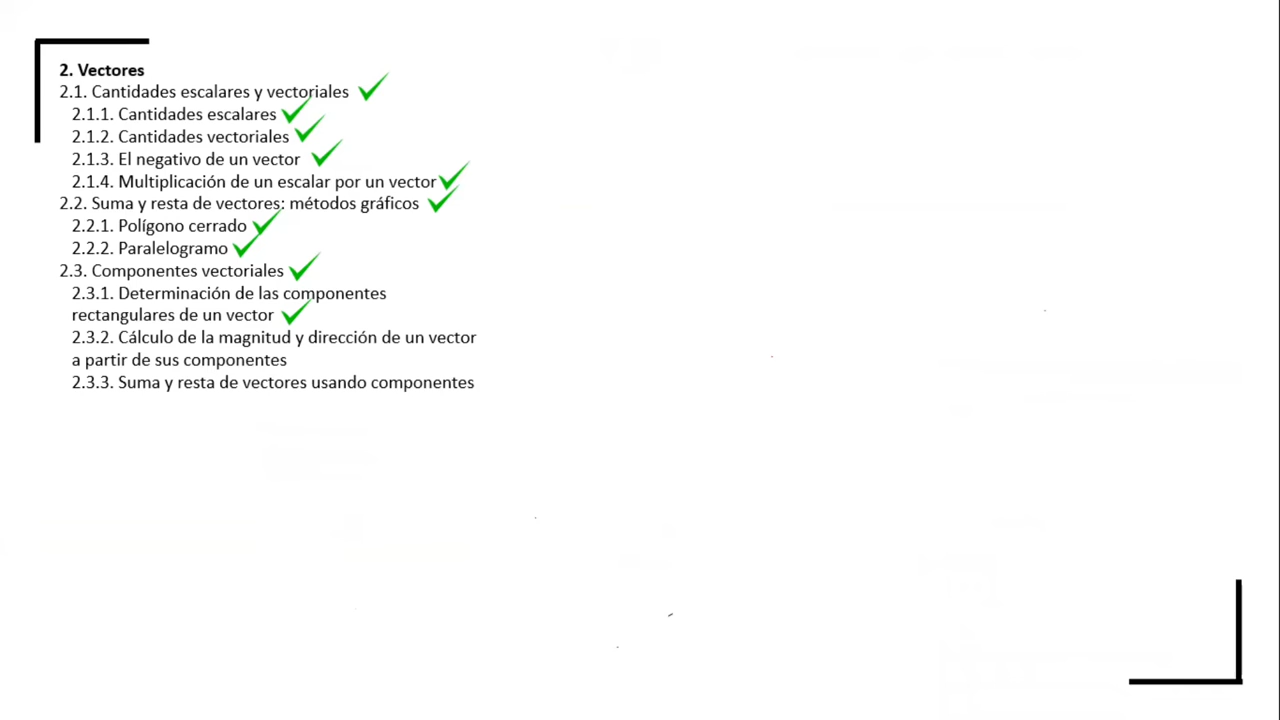 2. Vectores
2.1. Cantidades escalares y vectoriales
2.1.1. Cantidades escalares
2.1.2. Cantidades vectoriales
2.1.3. El negativo de un vector
2.1.4. Multiplicación de un escalar por un vector
2.2. Suma y resta de vectores: métodos gráficos
2.2.1. Polígono cerrado
2.2.2. Paralelogramo
2.3. Componentes vectoriales
2.3.1. Determinación de las componentes
rectangulares de un vector
2.3.2. Cálculo de la magnitud y dirección de un vector
a partir de sus componentes
2.3.3. Suma y resta de vectores usando componentes